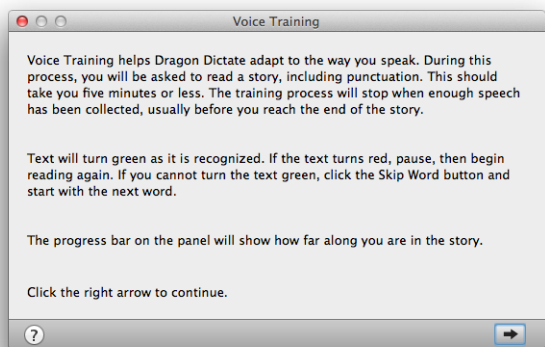 Voice Training
Voice Training helps Dragon Dictate adapt to the way you speak. During this
process, you will be asked to read a story, including punctuation. This should
take you five minutes or less. The training process will stop when enough speech
has been collected, usually before you reach the end of the story.
Text will turn green as it is recognized. If the text turns red, pause, then begin
reading again. If you cannot turn the text green, click the Skip Word button and
start with the next word.
The progress bar on the panel will show how far along you are in the story.
Click the right arrow to continue.
?